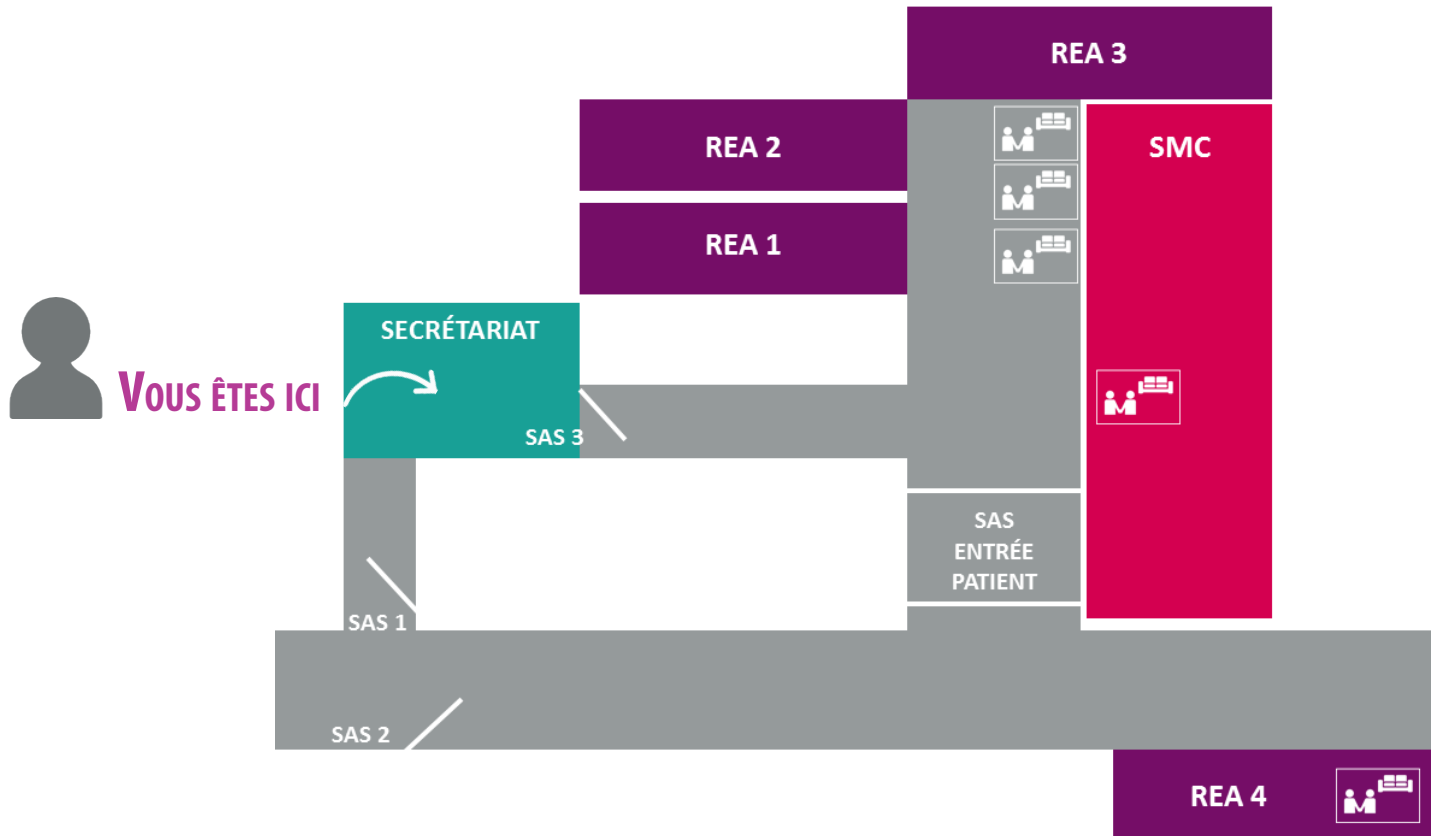 REA 3
REA 2
SMC
REA 1
SECRÉTARIAT
VOUS ÊTES ICI
SAS 3
SAS
ENTRÉE
PATIENT
SAS 1
SAS 2
REA 4